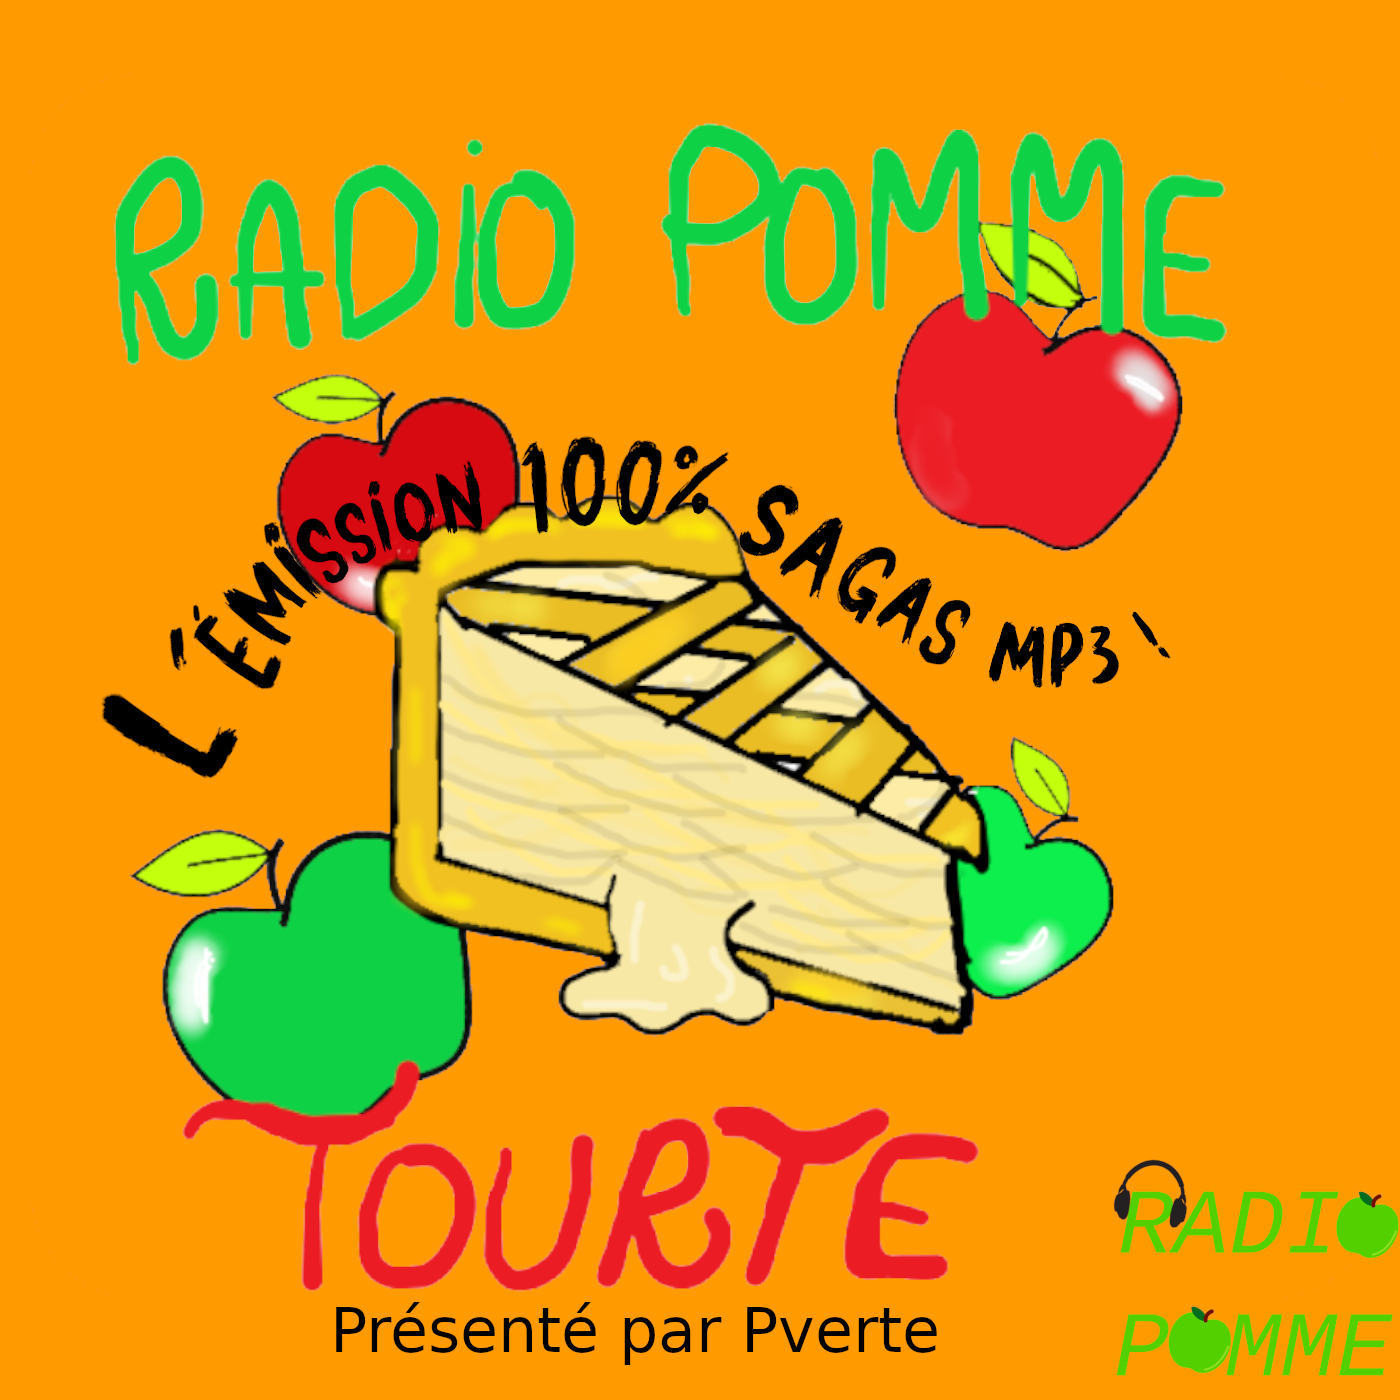 RADiO POMME
L'ÉMiSSiON 100% SAGAS MP3 `
TOURTE
Présenté par Pverte
RADIO
POMME